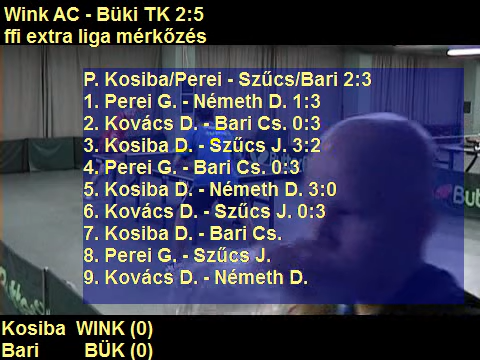 Wink AC - Büki TK 2:5
ffi extra liga mérkőzés
P. Kosiba/Perei - Szűcs/Bari 2:3
1. Perei G. - Németh D. 1:3
2. Kovács D. - Bari Cs. 0:3
3. Kosiba D. - Szűcs J. 3:2
4. Perei G. - Bari Cs. 0:3
5. Kosiba D. - Németh D. 3:0
6. Kovács D. - Szűcs J. 0:3
7. Kosiba D. - Bari Cs.
8. Perei G. - Szűcs J.
9. Kovács D. - Németh D.
Kosiba WINK (0)
Bari BÜK (0)